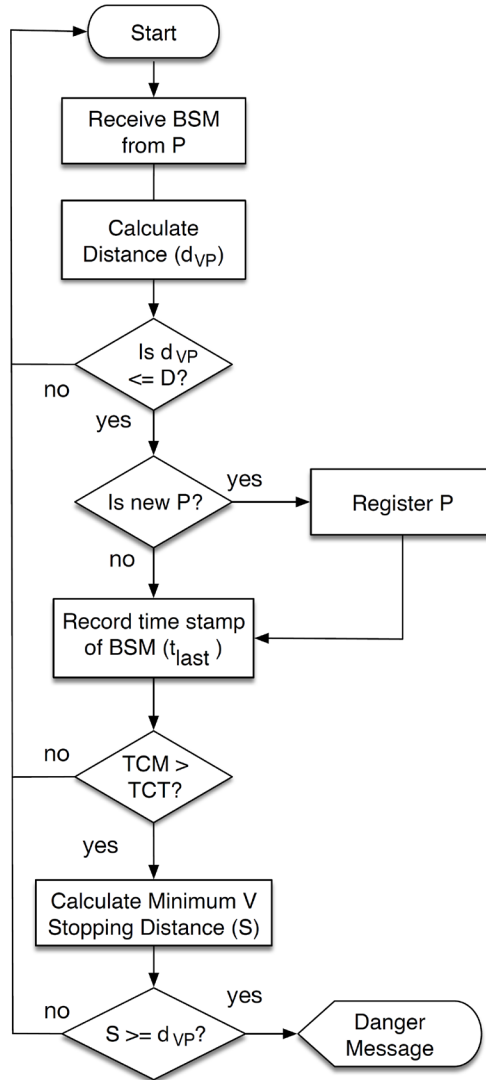 Start
Receive BSM
from P
Calculate
Distance (dVP)
Is dVP
<= D?
no
yes
Is new P?
yes
Register P
no
Record time stamp
of BSM (tlast )
no
TCM >
TCT?
yes
Calculate Minimum V
Stopping Distance (S)
no
S >= dVP?
yes
Danger
Message